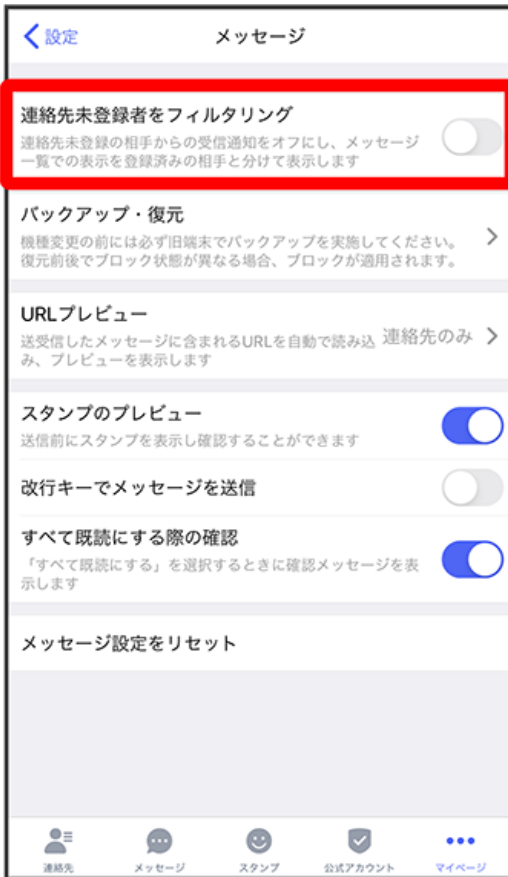 設定
メッセージ
連絡先未登録者をフィルタリング
連絡先未登録の相手からの受信通知をオフにし、メッセージ
一覧での表示を登録済みの相手と分けて表示します
バックアップ・復元
機種変更の前には必ず旧端末でバックアップを実施してください。
復元前後でブロック状態が異なる場合、ブロックが適用されます。
URLプレビュー
送受信したメッセージに含まれるURLを自動で読み込
み、プレビューを表示します
連絡先のみ
スタンプのプレビュー
送信前にスタンプを表示し確認することができます
改行キーでメッセージを送信
すべて既読にする際の確認
「すべて既読にする」を選択するときに確認メッセージを表
示します
メッセージ設定をリセット
連絡先
メッセージ
スタンプ
公式アカウント
マイページ